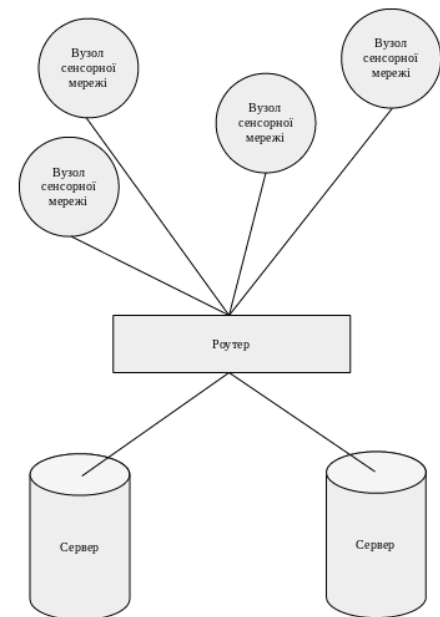 Вузол
сенсорної
мережі
Вузол
сенсорної
мережі
Вузол
сенсорної
мережі
Вузол
сенсорної
мережі
Роутер
Сервер
Сервер